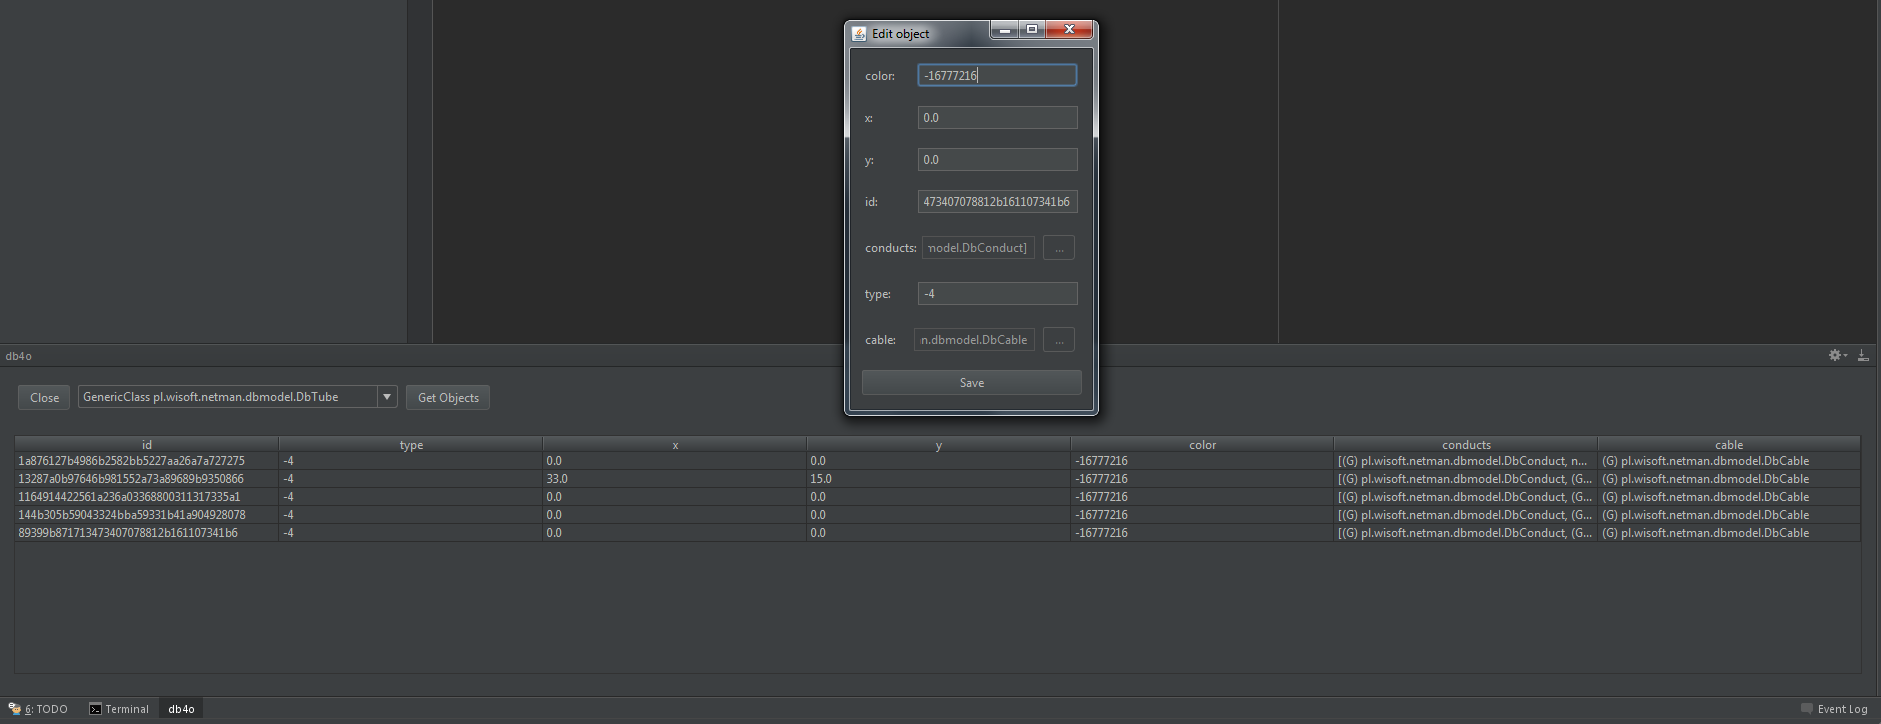 Edit object
color: -16777216
x: 0.0
y: 0.0
id: 473407078812b161107341b6
conducts: model.DbConduct] ...
type: -4
cable: n.dbmodel.DbCable ...
Save
db4o
Close GenericClass pl.wisoft.netman.dbmodel.DbTube Get Objects
id type x y color conducts cable
1a876127b4986b2582bb5227aa26a7a727275 -4 0.0 0.0 -16777216 [(G) pl.wisoft.netman.dbmodel.DbConduct, n... (G) pl.wisoft.netman.dbmodel.DbCable
13287a0b97646b981552a73a89689b9350866 -4 33.0 15.0 -16777216 [(G) pl.wisoft.netman.dbmodel.DbConduct, (G... (G) pl.wisoft.netman.dbmodel.DbCable
1164914422561a236a03368800311317335a1 -4 0.0 0.0 -16777216 [(G) pl.wisoft.netman.dbmodel.DbConduct, (G... (G) pl.wisoft.netman.dbmodel.DbCable
144b305b59043324bba59331b41a904928078 -4 0.0 0.0 -16777216 [(G) pl.wisoft.netman.dbmodel.DbConduct, (G... (G) pl.wisoft.netman.dbmodel.DbCable
89399b871713473407078812b161107341b6 -4 0.0 0.0 -16777216 [(G) pl.wisoft.netman.dbmodel.DbConduct, (G... (G) pl.wisoft.netman.dbmodel.DbCable
6: TODO Terminal db4o Event Log